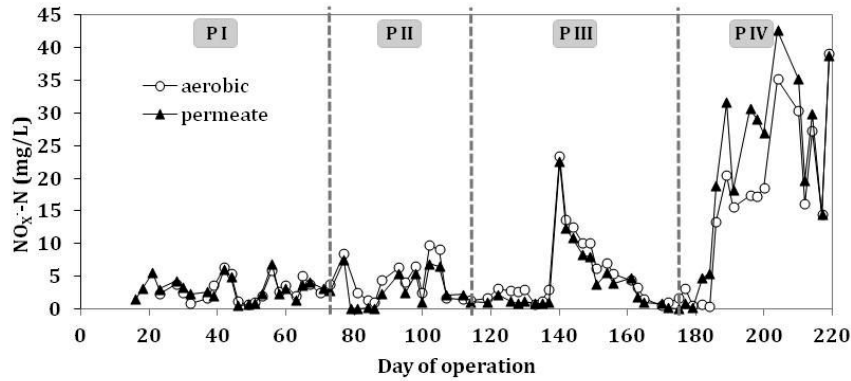 45
40
35
30
25
20
15
10
5
0
NOX⁻-N (mg/L)
P I
P II
P III
P IV
aerobic
permeate
0 20 40 60 80 100 120 140 160 180 200 220
Day of operation